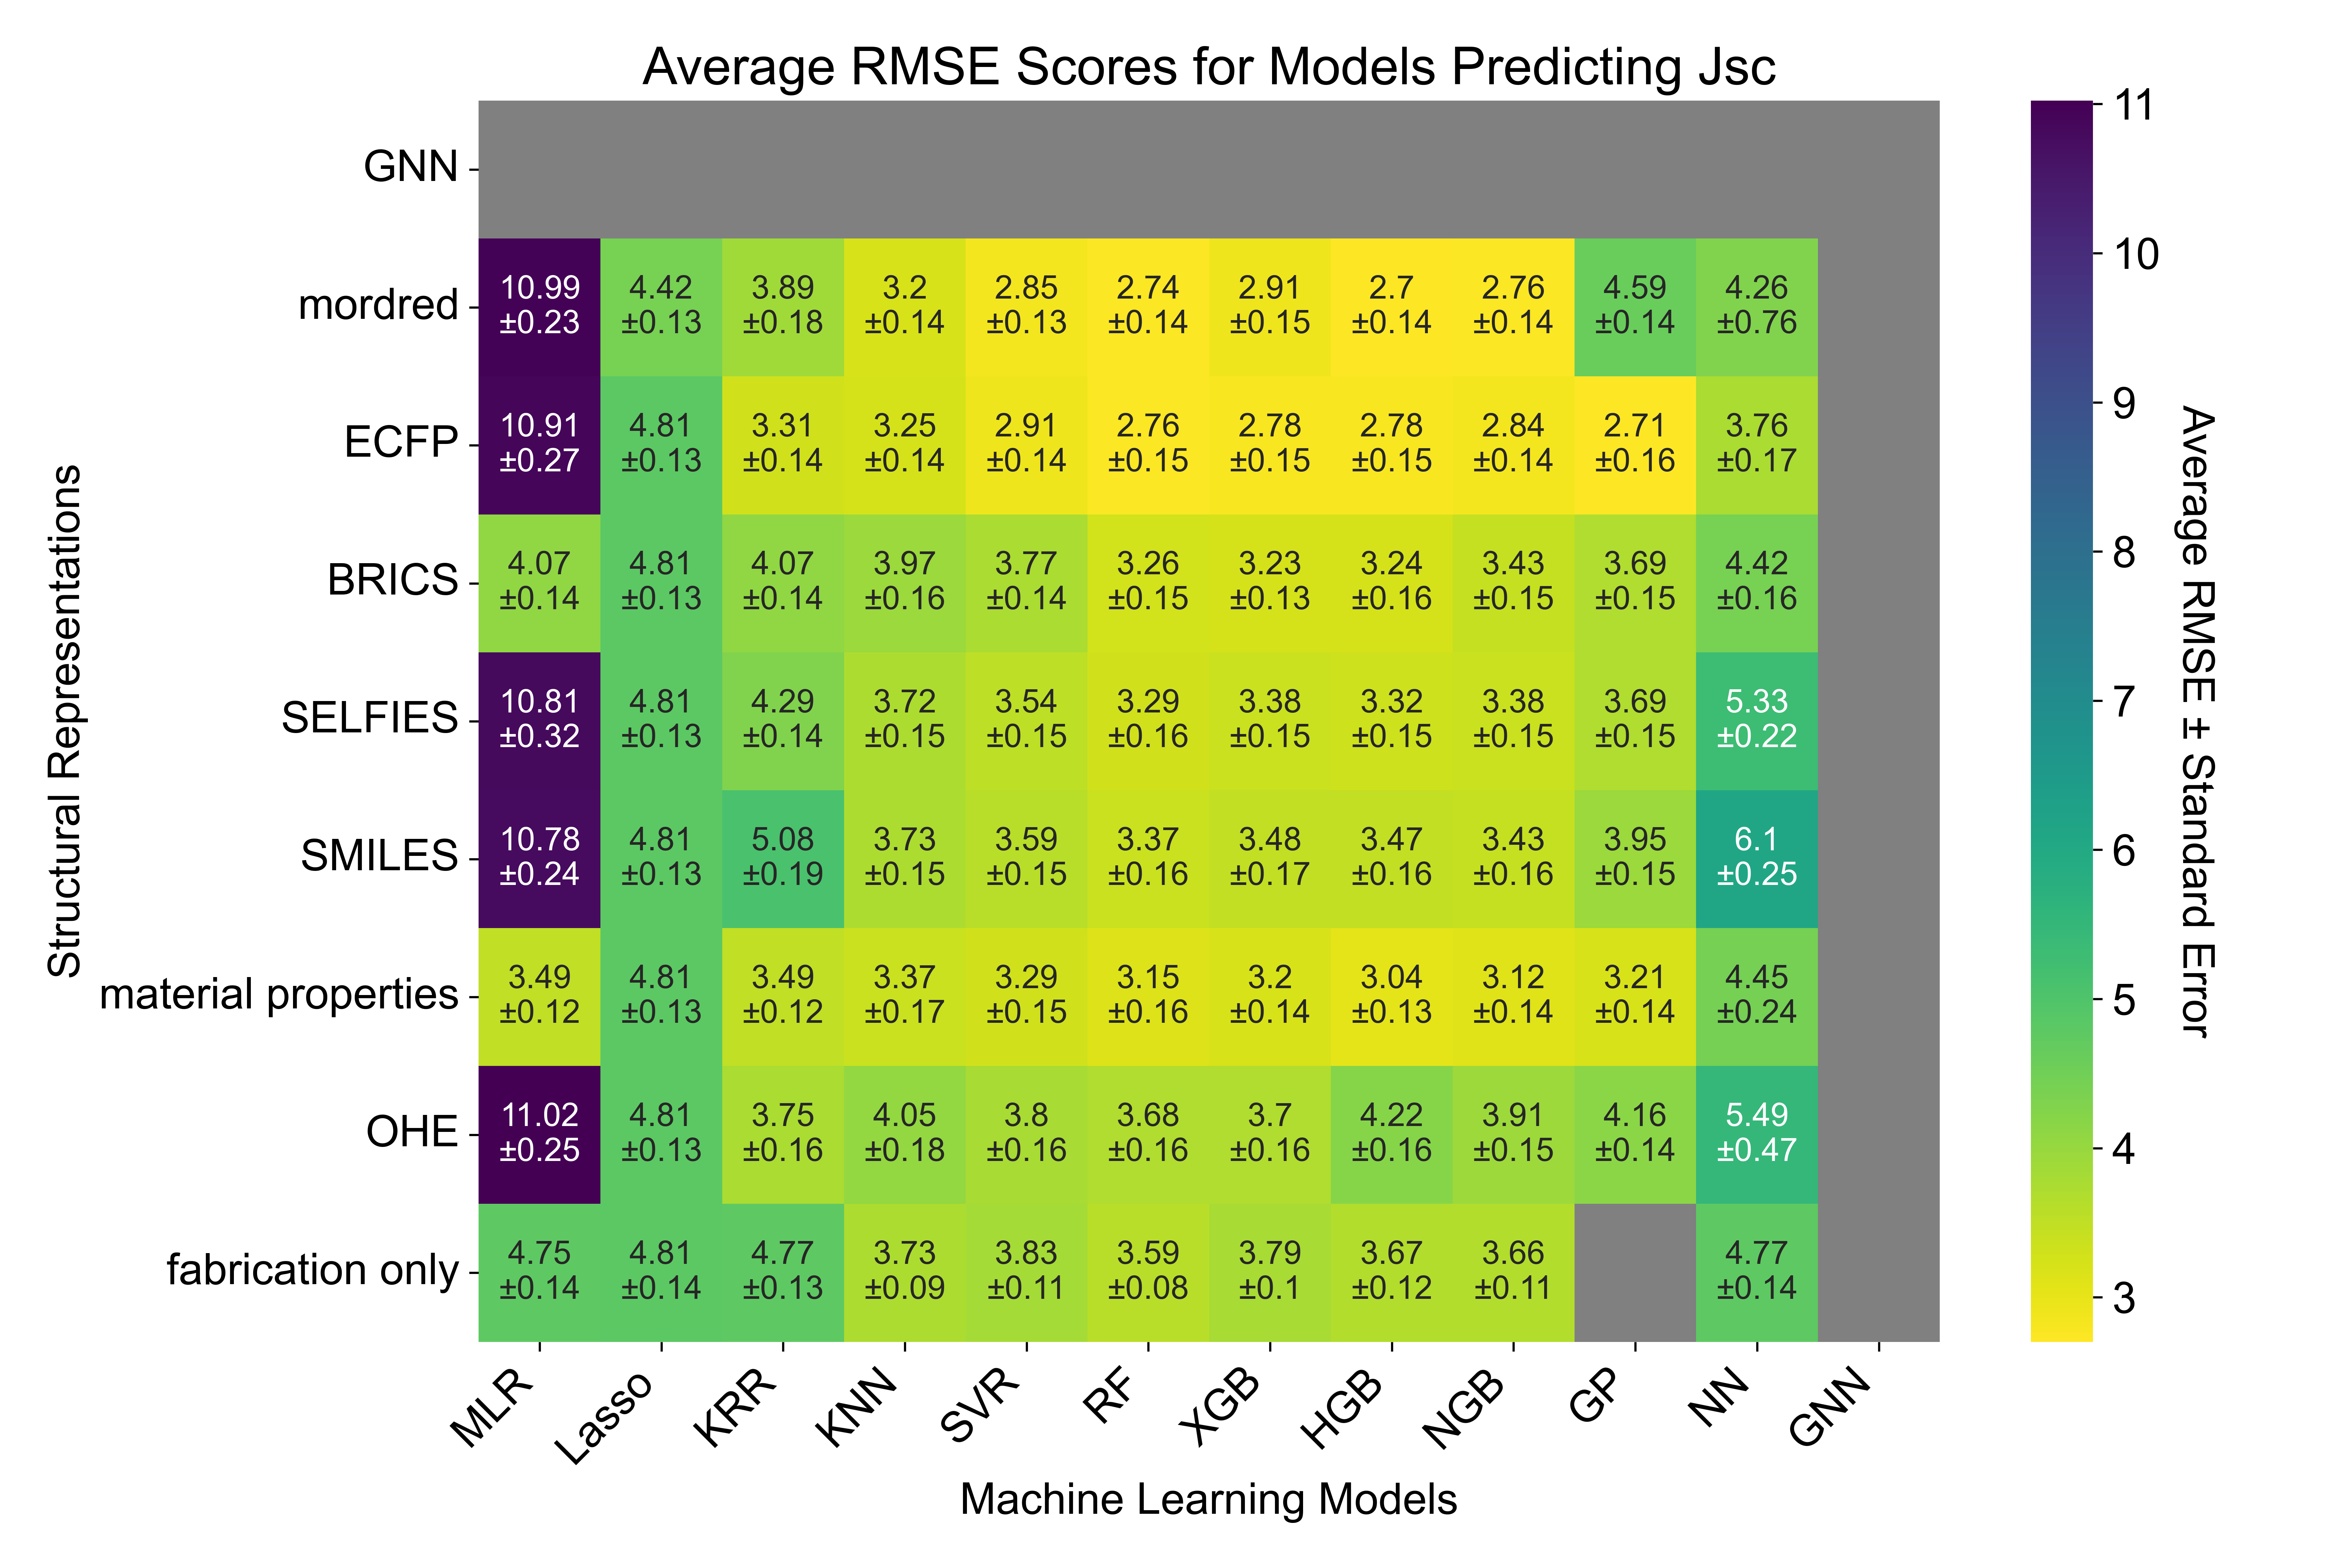 Average RMSE Scores for Models Predicting Jsc
Structural Representations
GNN
mordred
10.99 4.42 3.89 3.2 2.85 2.74 2.91 2.7 2.76 4.59 4.26
±0.23 ±0.13 ±0.18 ±0.14 ±0.13 ±0.14 ±0.15 ±0.14 ±0.14 ±0.14 ±0.76
ECFP
10.91 4.81 3.31 3.25 2.91 2.76 2.78 2.78 2.84 2.71 3.76
±0.27 ±0.13 ±0.14 ±0.14 ±0.14 ±0.15 ±0.15 ±0.15 ±0.14 ±0.16 ±0.17
BRICS
4.07 4.81 4.07 3.97 3.77 3.26 3.23 3.24 3.43 3.69 4.42
±0.14 ±0.13 ±0.14 ±0.16 ±0.14 ±0.15 ±0.13 ±0.16 ±0.15 ±0.15 ±0.16
SELFIES
10.81 4.81 4.29 3.72 3.54 3.29 3.38 3.32 3.38 3.69 5.33
±0.32 ±0.13 ±0.14 ±0.15 ±0.15 ±0.16 ±0.15 ±0.15 ±0.15 ±0.15 ±0.22
SMILES
10.78 4.81 5.08 3.73 3.59 3.37 3.48 3.47 3.43 3.95 6.1
±0.24 ±0.13 ±0.19 ±0.15 ±0.15 ±0.16 ±0.17 ±0.16 ±0.16 ±0.15 ±0.25
material properties
3.49 4.81 3.49 3.37 3.29 3.15 3.2 3.04 3.12 3.21 4.45
±0.12 ±0.13 ±0.12 ±0.17 ±0.15 ±0.16 ±0.14 ±0.13 ±0.14 ±0.14 ±0.24
OHE
11.02 4.81 3.75 4.05 3.8 3.68 3.7 4.22 3.91 4.16 5.49
±0.25 ±0.13 ±0.16 ±0.18 ±0.16 ±0.16 ±0.16 ±0.16 ±0.15 ±0.14 ±0.47
fabrication only
4.75 4.81 4.77 3.73 3.83 3.59 3.79 3.67 3.66 4.77
±0.14 ±0.14 ±0.13 ±0.09 ±0.11 ±0.08 ±0.1 ±0.12 ±0.11 ±0.14
MLR Lasso KRR KNN SVR RF XGB HGB NGB GP NN GNN
Machine Learning Models
11
10
9
8
7
6
5
4
3
Average RMSE ± Standard Error